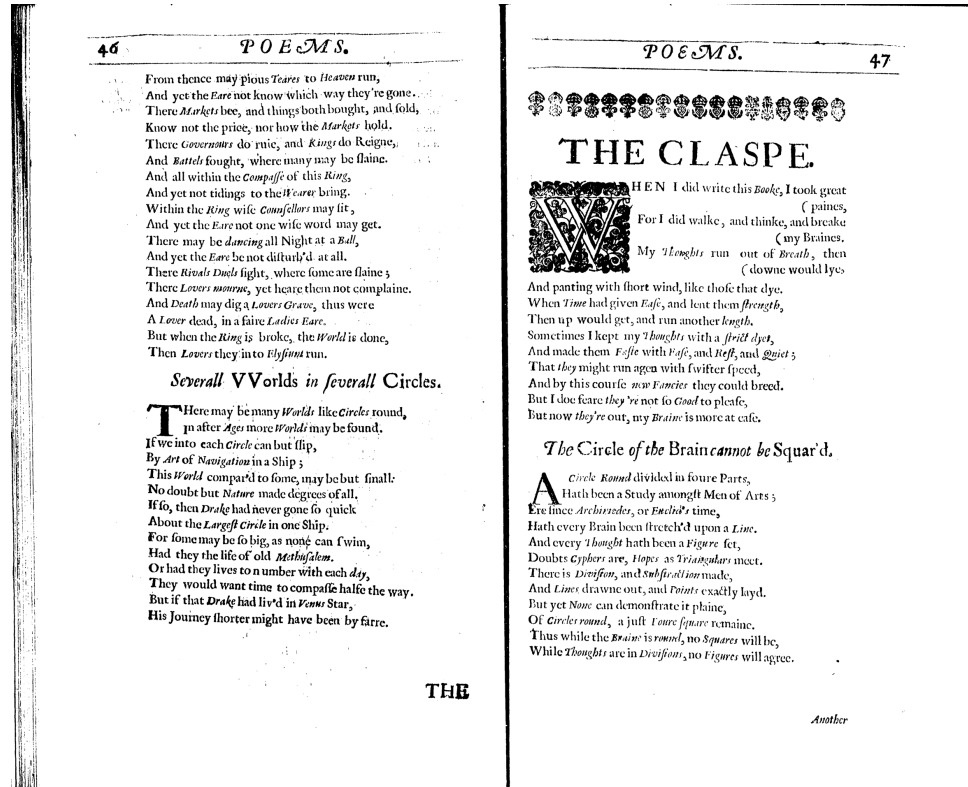 46 POEMS.
From thence may pious Teares to Heaven run,
And yet the Eare not know which way they're gone.
There Markets bee, and things both bought, and ſold,
Know not the price, nor how the Markets hold.
There Governours do rule, and Kings do Reigne,
And Battels fought, where many may be ſlaine.
And all within the Compaſſe of this Ring,
And yet not tidings to the Wearer bring.
Within the Ring wiſe Counſellors may ſit,
And yet the Eare not one wiſe word may get.
There may be dancing all Night at a Ball,
And yet the Eare be not diſturb'd at all.
There Rivals Duels fight, where ſome are ſlaine;
There Lovers mourne, yet heare them not complaine.
And Death may dig a Lovers Grave, thus were
A Lover dead, in a faire Ladies Eare.
But when the Ring is broke, the World is done,
Then Lovers they into Elyſium run.
Severall VVorlds in ſeverall Circles.
THere may be many Worlds like Circles round,
In after Ages more Worlds may be found.
If we into each Circle can but ſlip,
By Art of Navigation in a Ship;
This World compar'd to ſome, may be but ſmall:
No doubt but Nature made degrees of all.
If ſo, then Drake had never gone ſo quick
About the Largeſt Circle in one Ship.
For ſome may be ſo big, as none can ſwim,
Had they the life of old Methuſalem.
Or had they lives to number with each day,
They would want time to compaſſe halfe the way.
But if that Drake had liv'd in Venus Star,
His Journey ſhorter might have been by farre.
THE
POEMS. 47
THE CLASPE.
WHEN I did write this Booke, I took great
(paines,
For I did walke, and thinke, and breake
(my Braines.
My Thoughts run out of Breath, then
(downe would lye,
And panting with ſhort wind, like thoſe that dye.
When Time had given Eaſe, and lent them ſtrength,
Then up would get, and run another length.
Sometimes I kept my Thoughts with a ſtrict dyet,
And made them Faſte with Eaſe, and Reſt, and Quiet;
That they might run agen with ſwifter ſpeed,
And by this courſe new Fancies they could breed.
But I doe feare they're not ſo Good to pleaſe,
But now they're out, my Braine is more at eaſe.
The Circle of the Brain cannot be Squar'd.
A Circle Round divided in foure Parts,
Hath been a Study amongſt Men of Arts;
Ere ſince Archimedes, or Euclid's time,
Hath every Brain been ſtretch'd upon a Line.
And every Thought hath been a Figure ſet,
Doubts Cyphers are, Hopes as Triangulars meet.
There is Diviſion, and Subſtraction made,
And Lines drawne out, and Points exactly layd.
But yet None can demonſtrate it plaine,
Of Circles round, a juſt Foure ſquare remaine.
Thus while the Braine is round, no Squares will be,
While Thoughts are in Diviſions, no Figures will agree.
Another